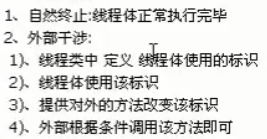 1、自然终止:线程体正常执行完毕
2、外部干涉:
1)、线程类中 定义 线程体使用的标识
2)、线程体使用该标识
3)、提供对外的方法改变该标识
4)、外部根据条件调用该方法即可